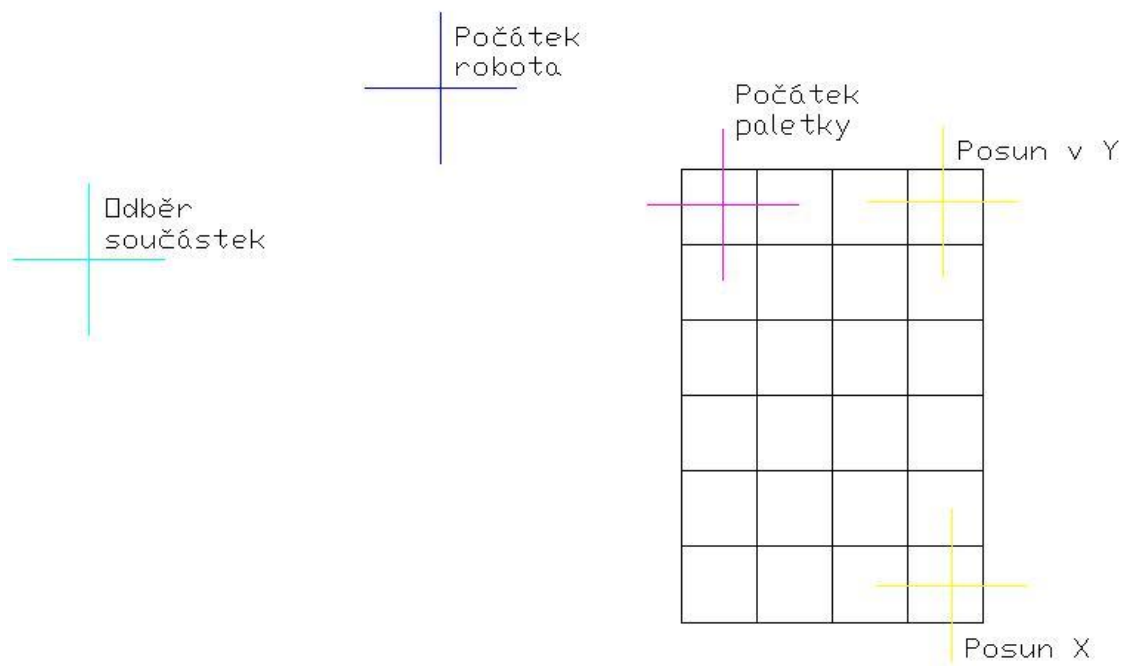 Počátek
robota
Počátek
paletky
Posun v Y
Odběr
součástek
Posun X